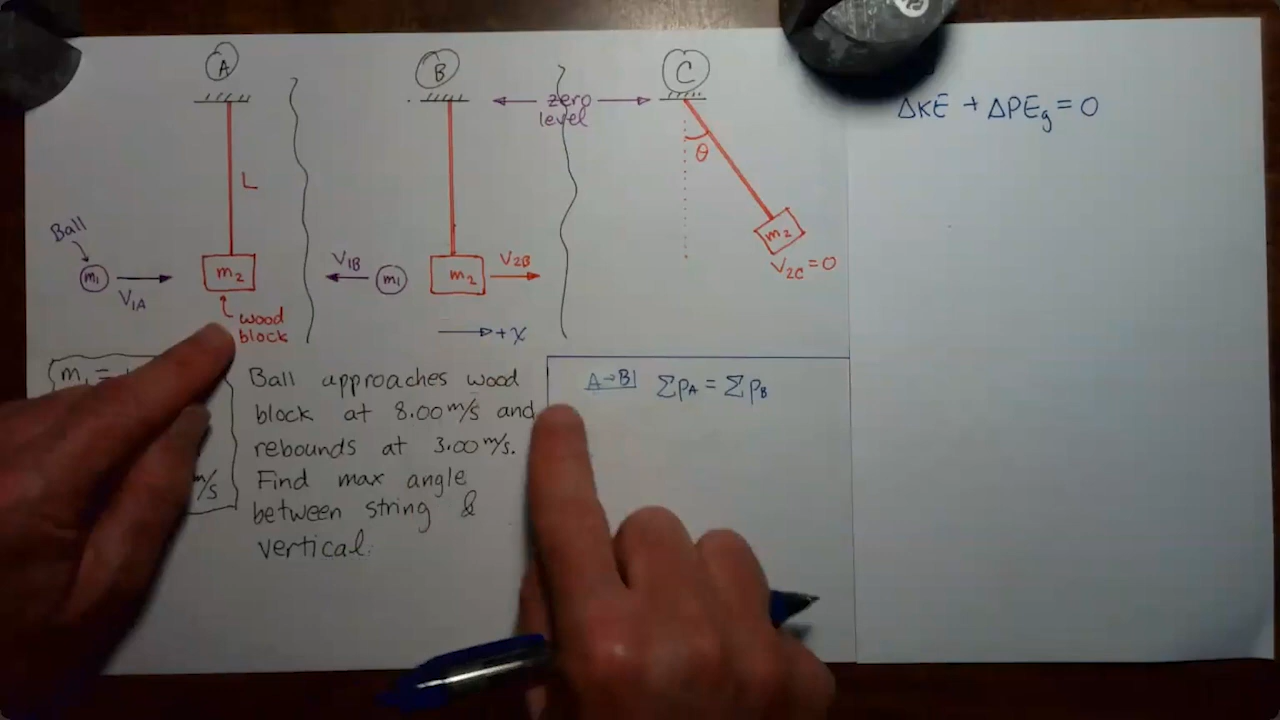 A
B
C
zero
level
ΔKE + ΔPEg = 0
L
θ
Ball
m₁
V1A
m₂
wood
block
V1B
m₁
m₂
V2B
+x
m₂
V2C = 0
m₁ =
m/s
Ball approaches wood
block at 8.00 m/s and
rebounds at 3.00 m/s.
Find max angle
between string &
vertical.
A→B| ΣpA = ΣpB